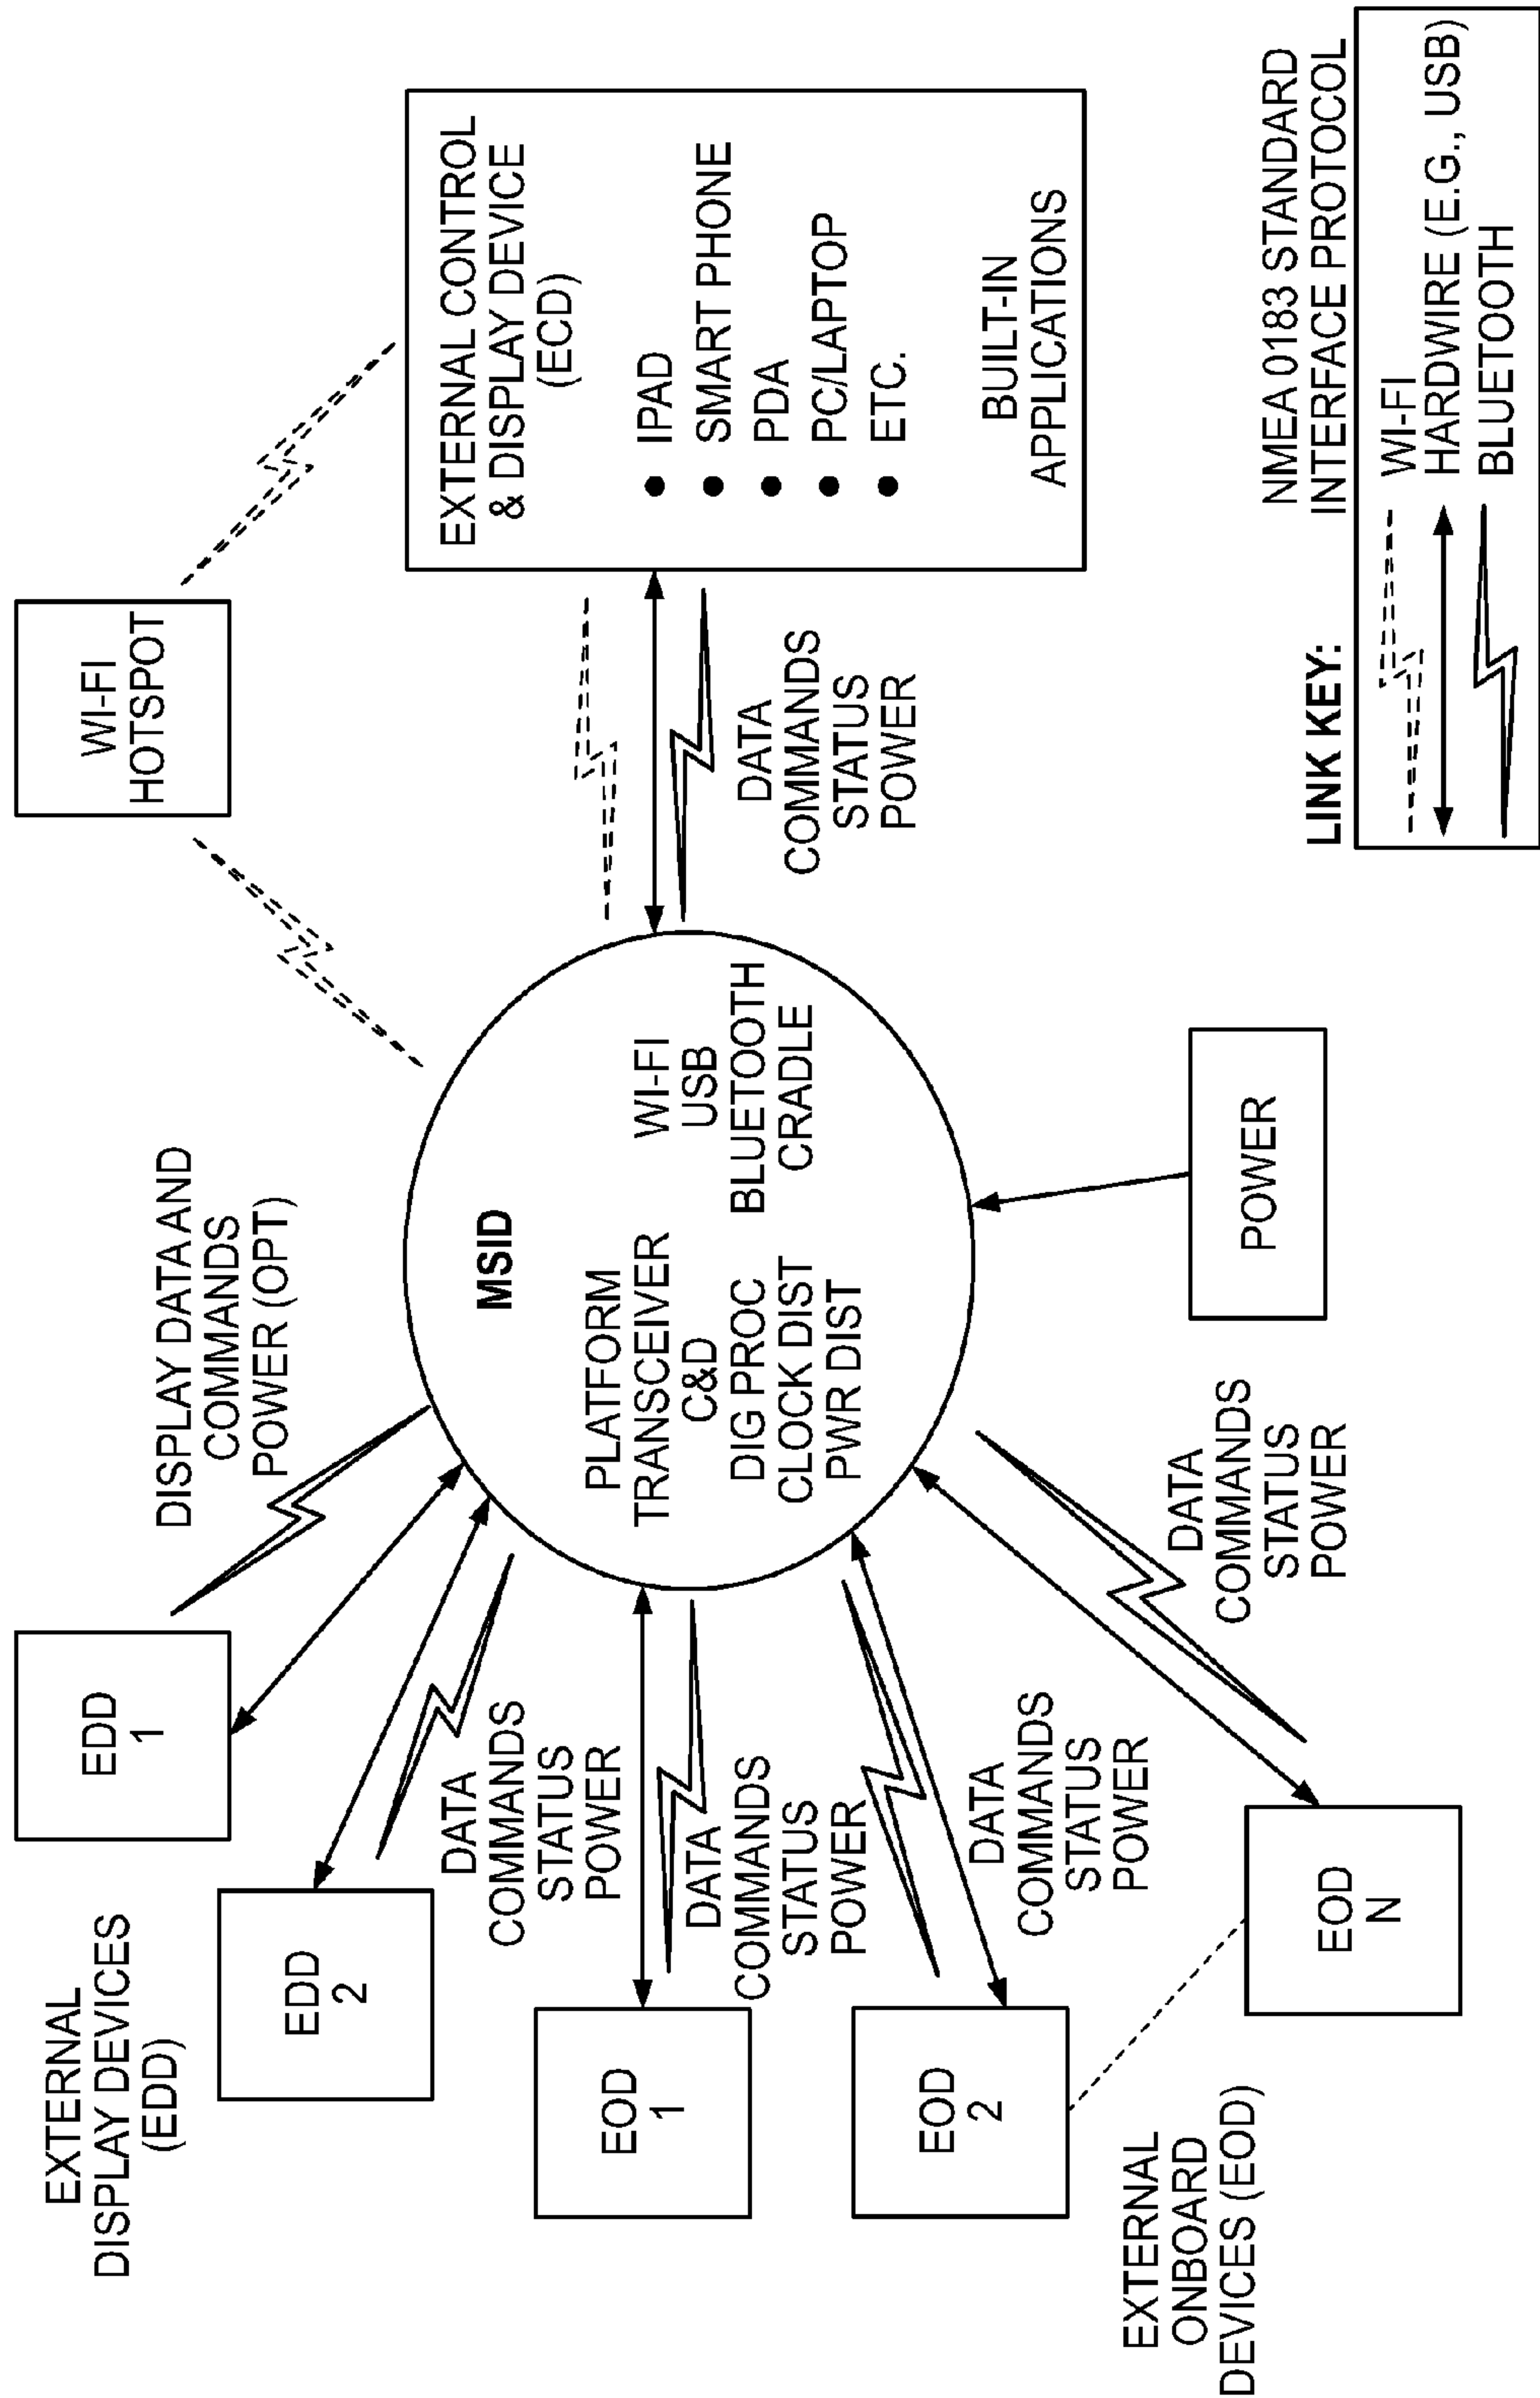 EXTERNAL
DISPLAY DEVICES
(EDD)
EDD
1
EDD
2
EOD
1
EOD
2
EOD
N
EXTERNAL
ONBOARD
DEVICES (EOD)
DISPLAY DATA AND
COMMANDS
POWER (OPT)
DATA
COMMANDS
STATUS
POWER
DATA
COMMANDS
STATUS
POWER
DATA
COMMANDS
STATUS
POWER
DATA
COMMANDS
STATUS
POWER
MSID
PLATFORM
TRANSCEIVER
C&D
DIG PROC
CLOCK DIST
PWR DIST
WI-FI
USB
BLUETOOTH
CRADLE
POWER
WI-FI
HOTSPOT
DATA
COMMANDS
STATUS
POWER
EXTERNAL CONTROL
& DISPLAY DEVICE
(ECD)
• IPAD
• SMART PHONE
• PDA
• PC/LAPTOP
• ETC.
BUILT-IN
APPLICATIONS
NMEA 0183 STANDARD
INTERFACE PROTOCOL
LINK KEY:
WI-FI
HARDWIRE (E.G., USB)
BLUETOOTH